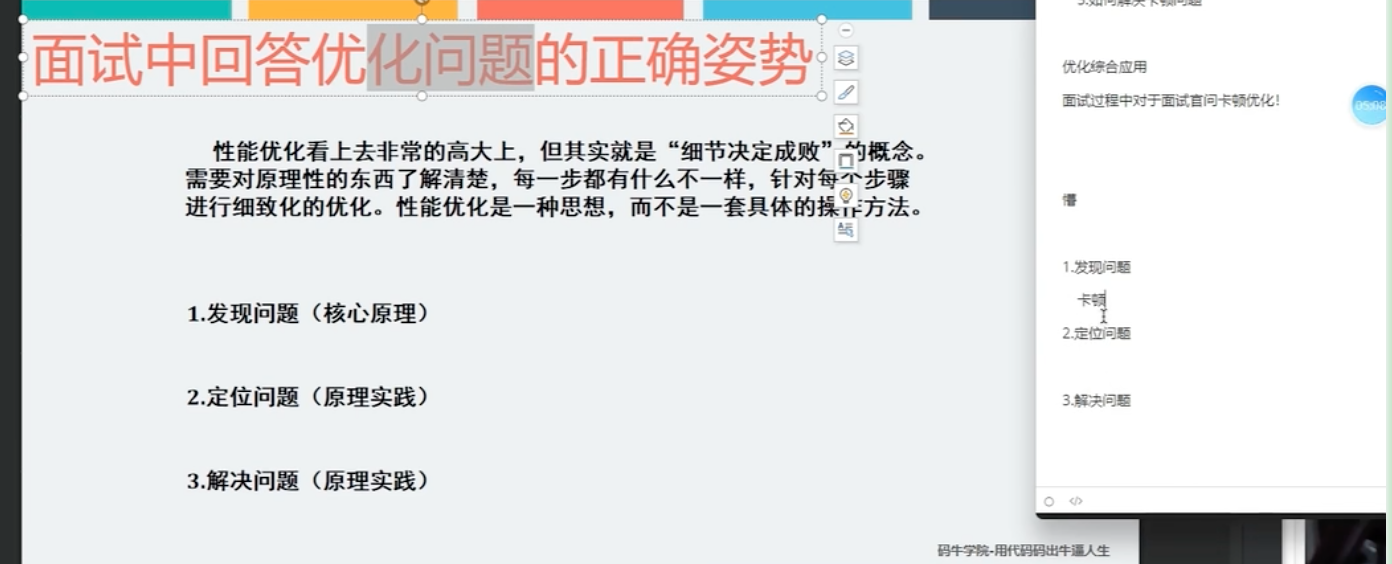 面试中回答优化问题的正确姿势
性能优化看上去非常的高大上，但其实就是“细节决定成败”的概念。
需要对原理性的东西了解清楚，每一步都有什么不一样，针对每个步骤
进行细致化的优化。性能优化是一种思想，而不是一套具体的操作方法。
1.发现问题（核心原理）
2.定位问题（原理实践）
3.解决问题（原理实践）
码牛学院-用代码码出牛逼人生
5.如何解决卡顿问题
优化综合应用
面试过程中对于面试官问卡顿优化！
懵
1.发现问题
卡顿
2.定位问题
3.解决问题